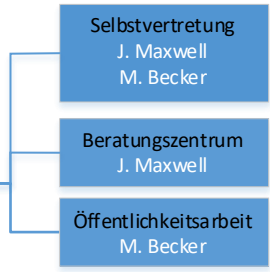 Selbstvertretung
J. Maxwell
M. Becker
Beratungszentrum
J. Maxwell
Öffentlichkeitsarbeit
M. Becker